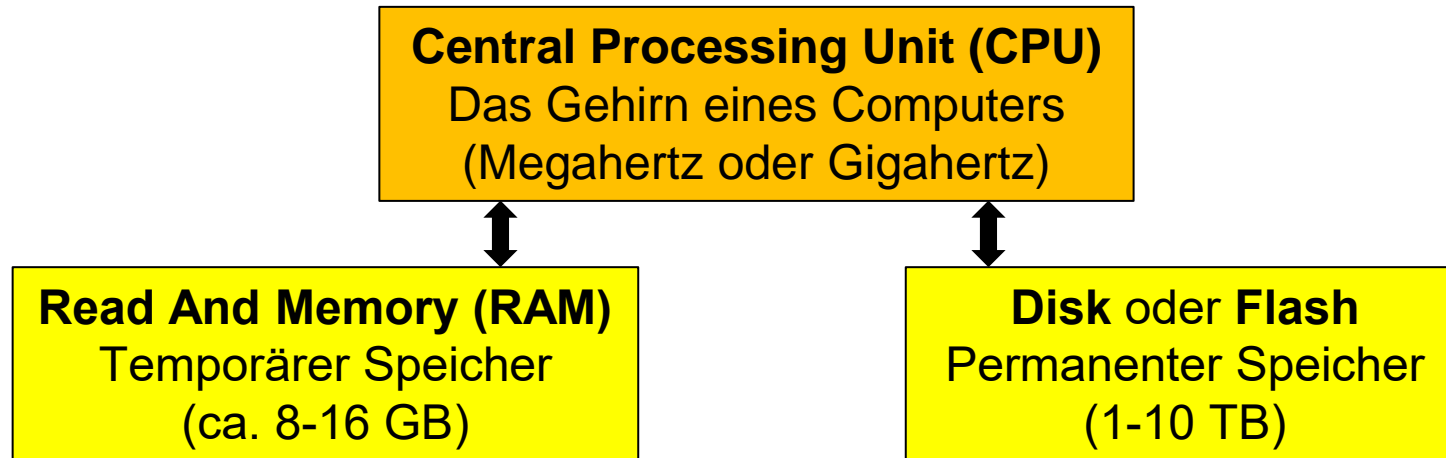 Central Processing Unit (CPU)
Das Gehirn eines Computers
(Megahertz oder Gigahertz)
Read And Memory (RAM)
Temporärer Speicher
(ca. 8-16 GB)
Disk oder Flash
Permanenter Speicher
(1-10 TB)